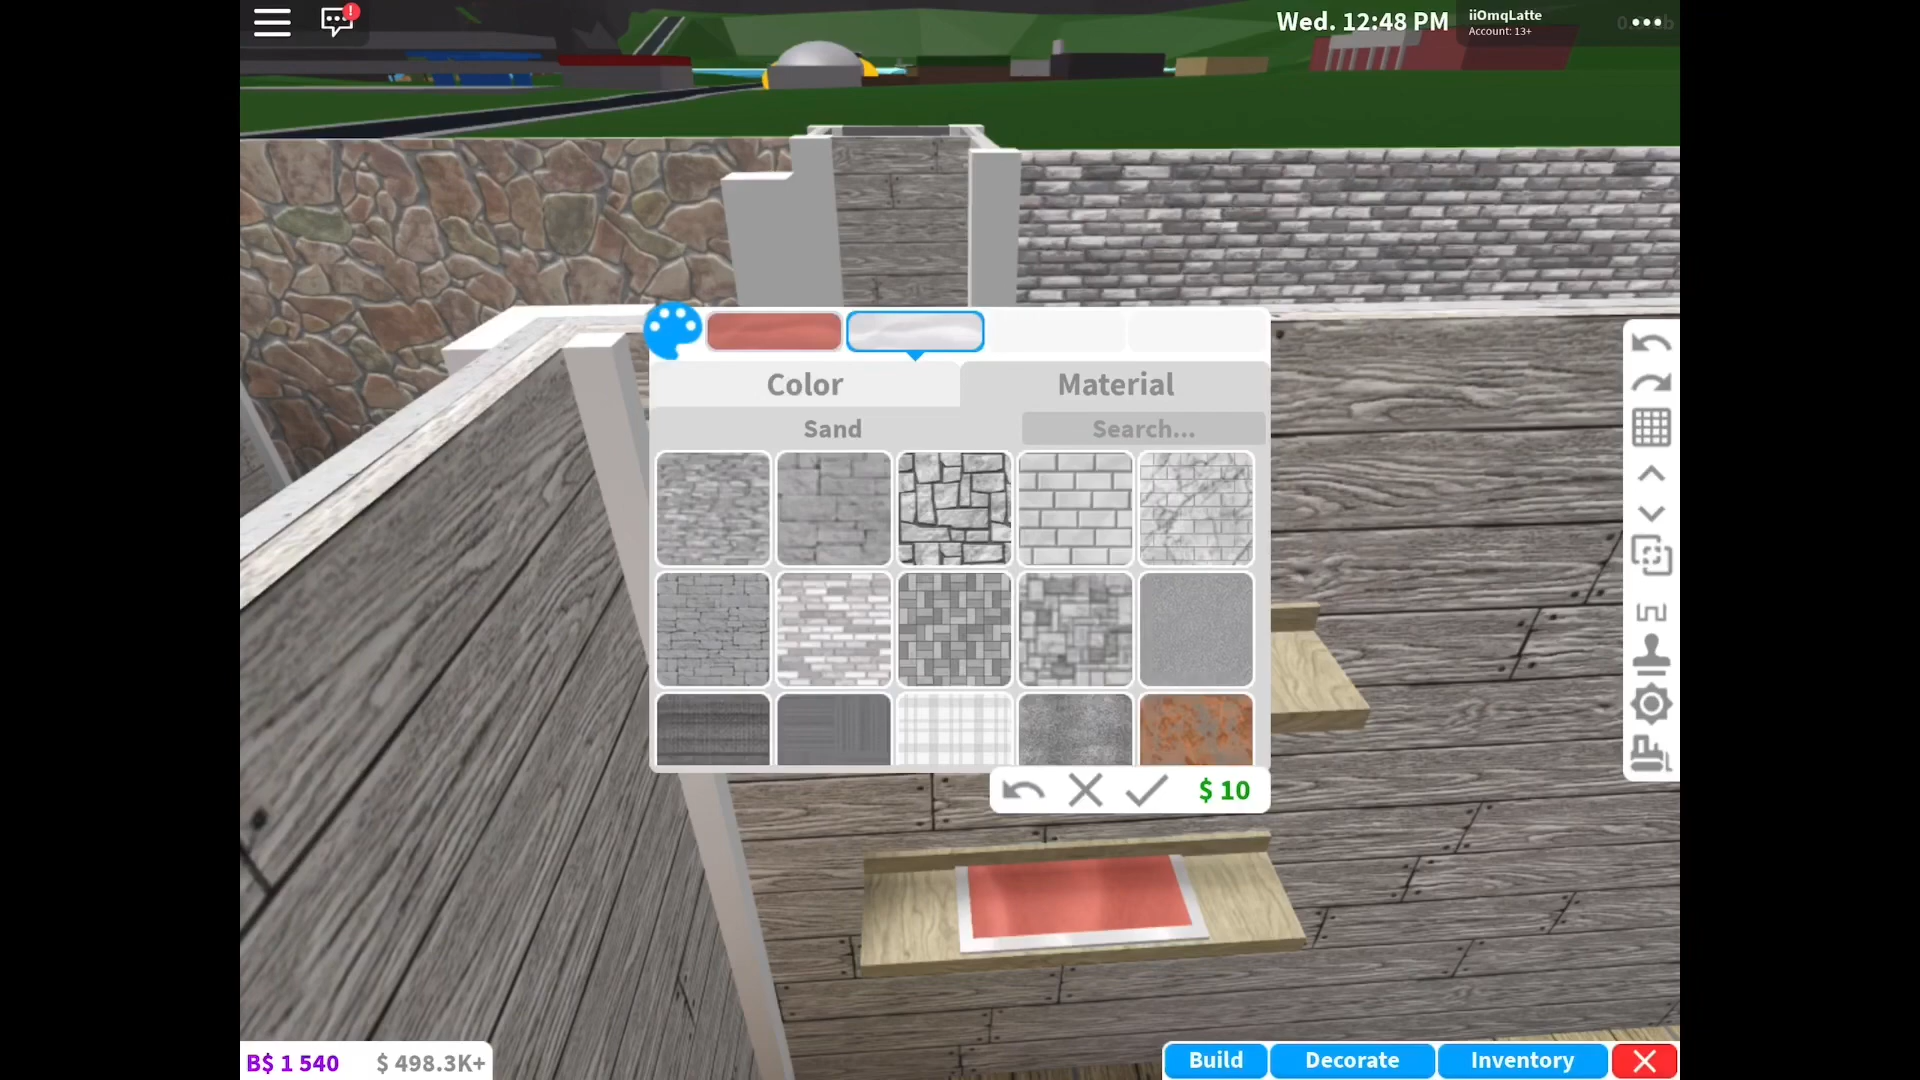 Wed. 12:48 PM
iiOmqLatte
Account: 13+
Color
Material
Sand
Search...
$ 10
B$ 1 540
$ 498.3K+
Build
Decorate
Inventory